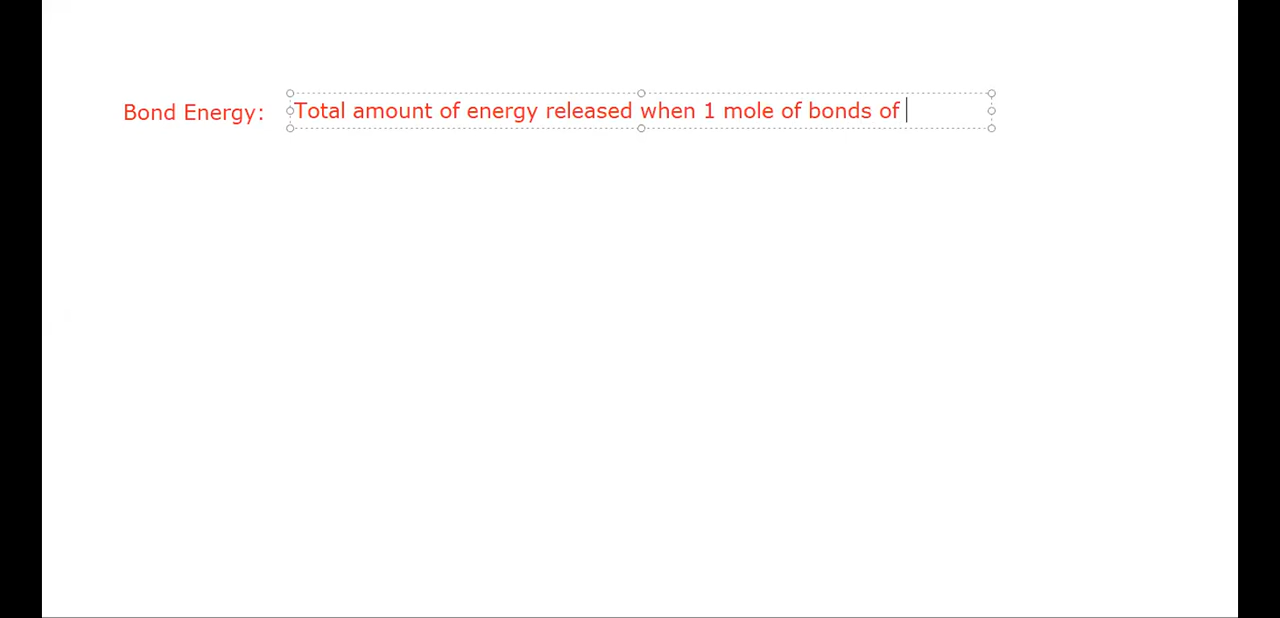 Bond Energy: Total amount of energy released when 1 mole of bonds of